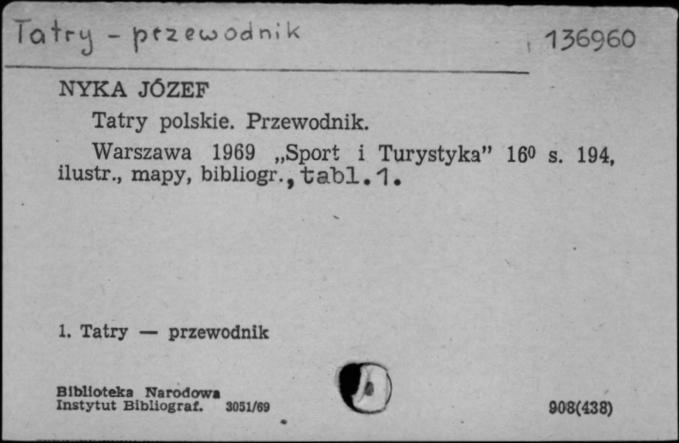 Tatry - przewodnik 136960
NYKA JÓZEF
Tatry polskie. Przewodnik.
Warszawa 1969 „Sport i Turystyka” 16⁰ s. 194,
ilustr., mapy, bibliogr., tabl. 1.
1. Tatry — przewodnik
Biblioteka Narodowa
Instytut Bibliograf. 3051/69 908(438)